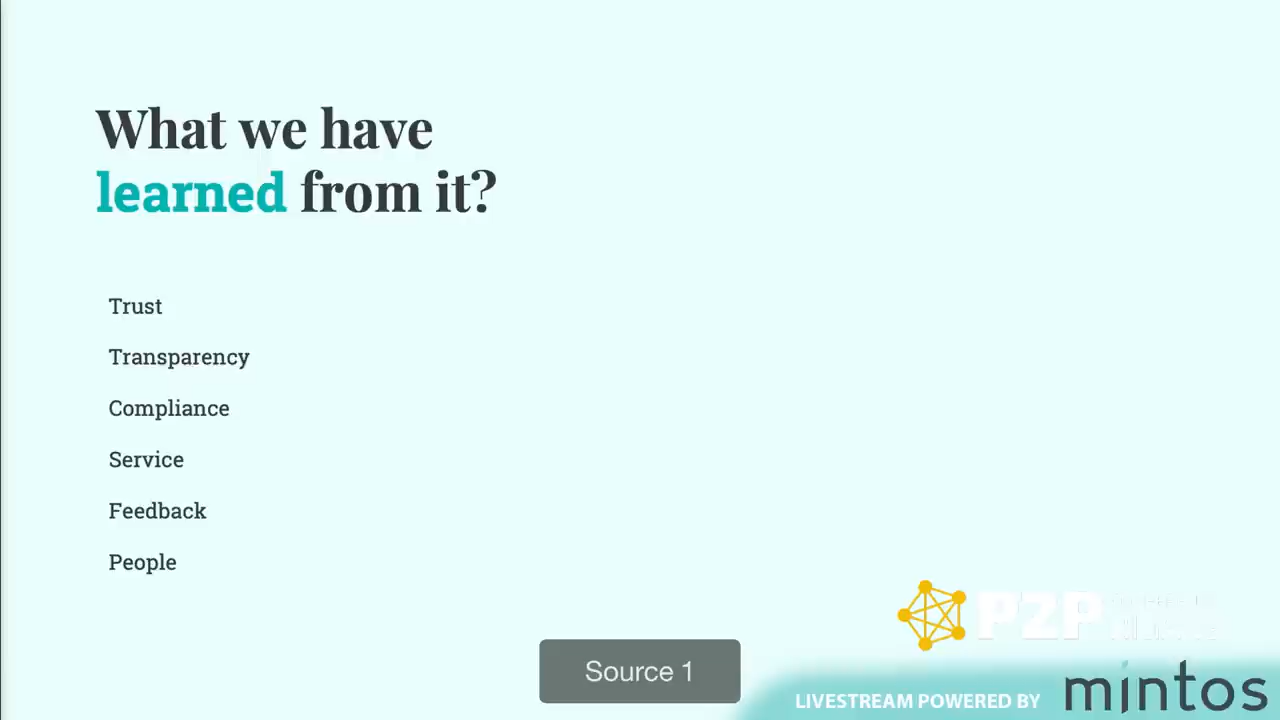 What we have
learned from it?
Trust
Transparency
Compliance
Service
Feedback
People
P2P
Source 1
LIVESTREAM POWERED BY
mintos